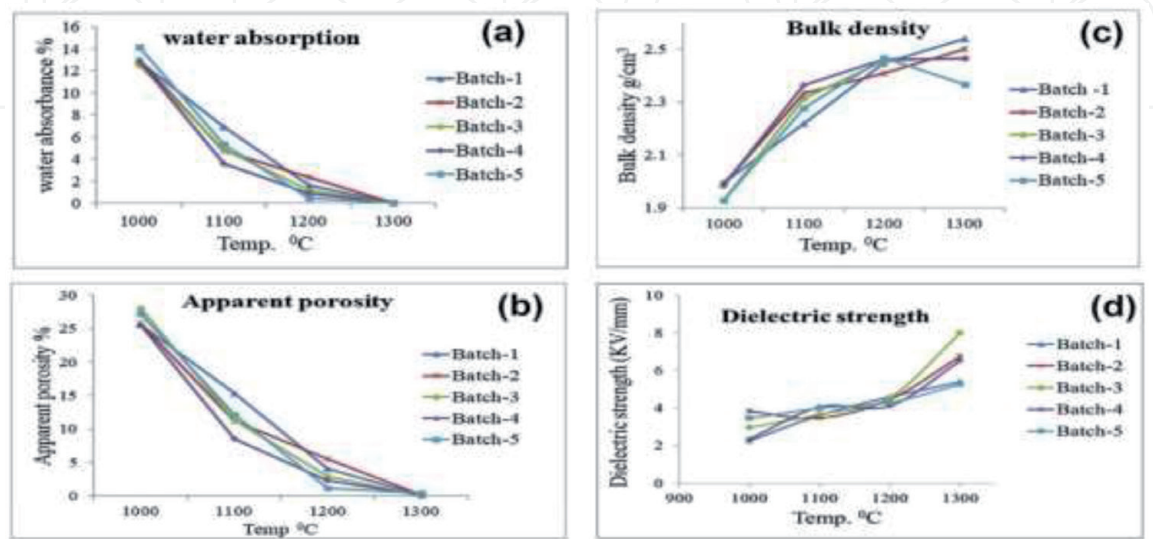 water absorption
(a)
water absorbance %
16
14
12
10
8
6
4
2
0
1000 1100 1200 1300
Temp. ⁰C
Batch-1
Batch-2
Batch-3
Batch-4
Batch-5
Bulk density
(c)
Bulk density g/cm³
2.5
2.3
2.1
1.9
1000 1100 1200 1300
Temp. ⁰C
Batch -1
Batch-2
Batch-3
Batch-4
Batch-5
Apparent porosity
(b)
Apparent porosity %
30
25
20
15
10
5
0
1000 1100 1200 1300
Temp ⁰C
Batch-1
Batch-2
Batch-3
Batch-4
Batch-5
Dielectric strength
(d)
Dielectric strength (KV/mm)
10
8
6
4
2
0
900 1000 1100 1200 1300
Temp. ⁰C
Batch-1
Batch-2
Batch-3
Batch-4
Batch-5